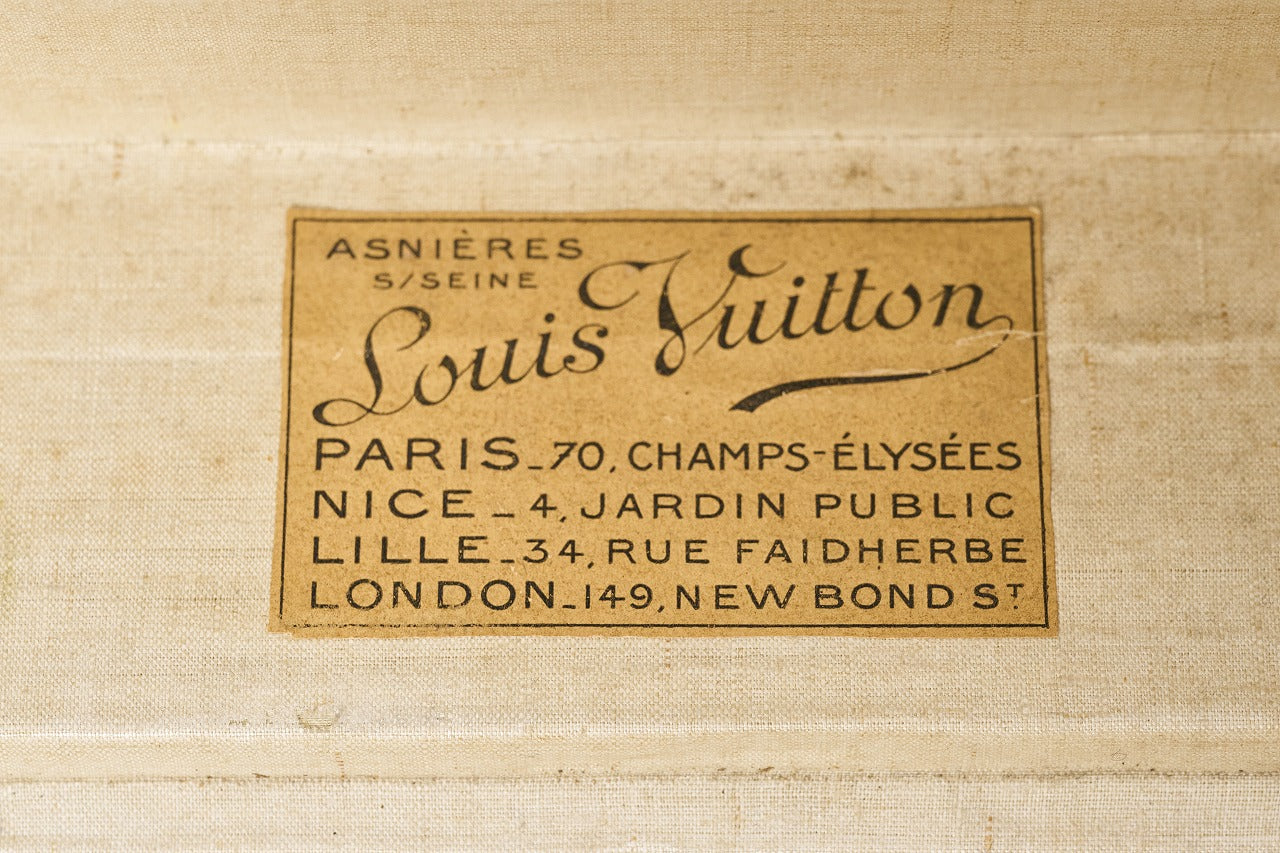 ASNIÈRES
S/SEINE
Louis Vuitton
PARIS_70, CHAMPS-ÉLYSÉES
NICE_4, JARDIN PUBLIC
LILLE_34, RUE FAIDHERBE
LONDON_149, NEW BOND ST